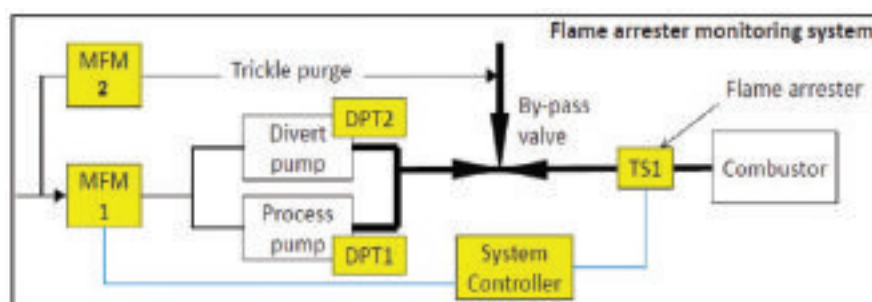 Flame arrester monitoring system
MFM
2
Trickle purge
DPT2
Divert
pump
By-pass
valve
Flame arrester
MFM
1
Process
pump
DPT1
TS1
Combustor
System
Controller